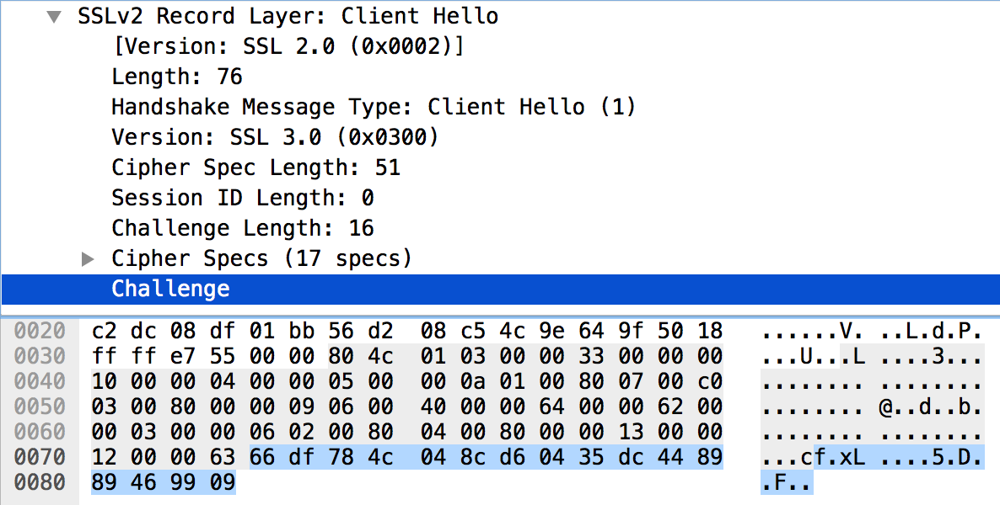 SSLv2 Record Layer: Client Hello
[Version: SSL 2.0 (0x0002)]
Length: 76
Handshake Message Type: Client Hello (1)
Version: SSL 3.0 (0x0300)
Cipher Spec Length: 51
Session ID Length: 0
Challenge Length: 16
Cipher Specs (17 specs)
Challenge
0020 c2 dc 08 df 01 bb 56 d2 08 c5 4c 9e 64 9f 50 18 ......V. ..L.d.P.
0030 ff ff e7 55 00 00 80 4c 01 03 00 00 33 00 00 00 ...U...L ....3...
0040 10 00 00 04 00 00 05 00 00 0a 01 00 80 07 00 c0 ........ ........
0050 03 00 80 00 00 09 06 00 40 00 00 64 00 00 62 00 ........ @..d..b.
0060 00 03 00 00 06 02 00 80 04 00 80 00 00 13 00 00 ........ ........
0070 12 00 00 63 66 df 78 4c 04 8c d6 04 35 dc 44 89 ...cf.xL ....5.D.
0080 89 46 99 09 .F..